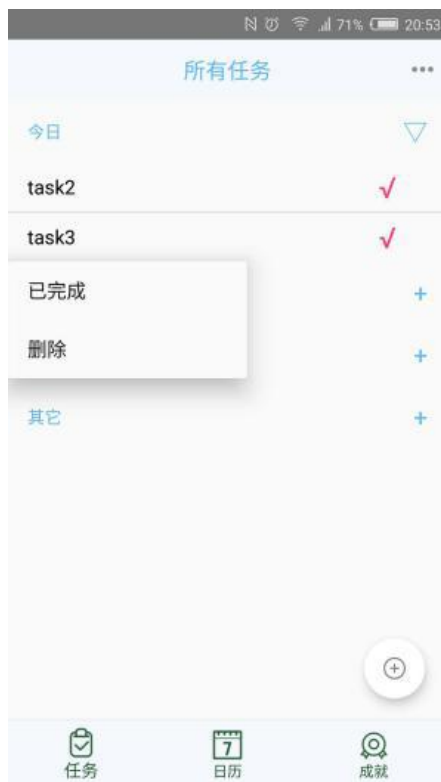 71% 20:53
所有任务
今日
task2 √
task3 √
已完成
删除
其它
任务
7
日历
成就